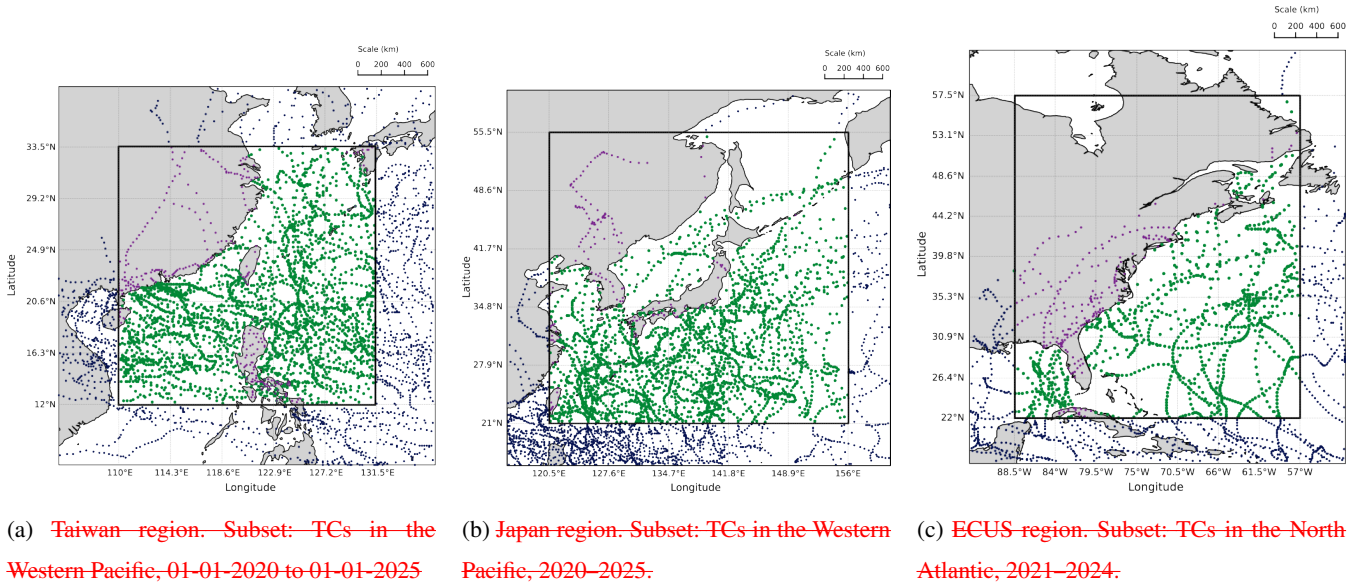 Scale (km)
0 200 400 600
Latitude
33.5°N
29.2°N
24.9°N
20.6°N
16.3°N
12°N
110°E 114.3°E 118.6°E 122.9°E 127.2°E 131.5°E
Longitude
Scale (km)
0 200 400 600
Latitude
55.5°N
48.6°N
41.7°N
34.8°N
27.9°N
21°N
120.5°E 127.6°E 134.7°E 141.8°E 148.9°E 156°E
Longitude
Scale (km)
0 200 400 600
Latitude
57.5°N
53.1°N
48.6°N
44.2°N
39.8°N
35.3°N
30.9°N
26.4°N
22°N
88.5°W 84°W 79.5°W 75°W 70.5°W 66°W 61.5°W 57°W
Longitude
(a) Taiwan region. Subset: TCs in the
Western Pacific, 01-01-2020 to 01-01-2025
(b) Japan region. Subset: TCs in the Western
Pacific, 2020–2025.
(c) ECUS region. Subset: TCs in the North
Atlantic, 2021–2024.